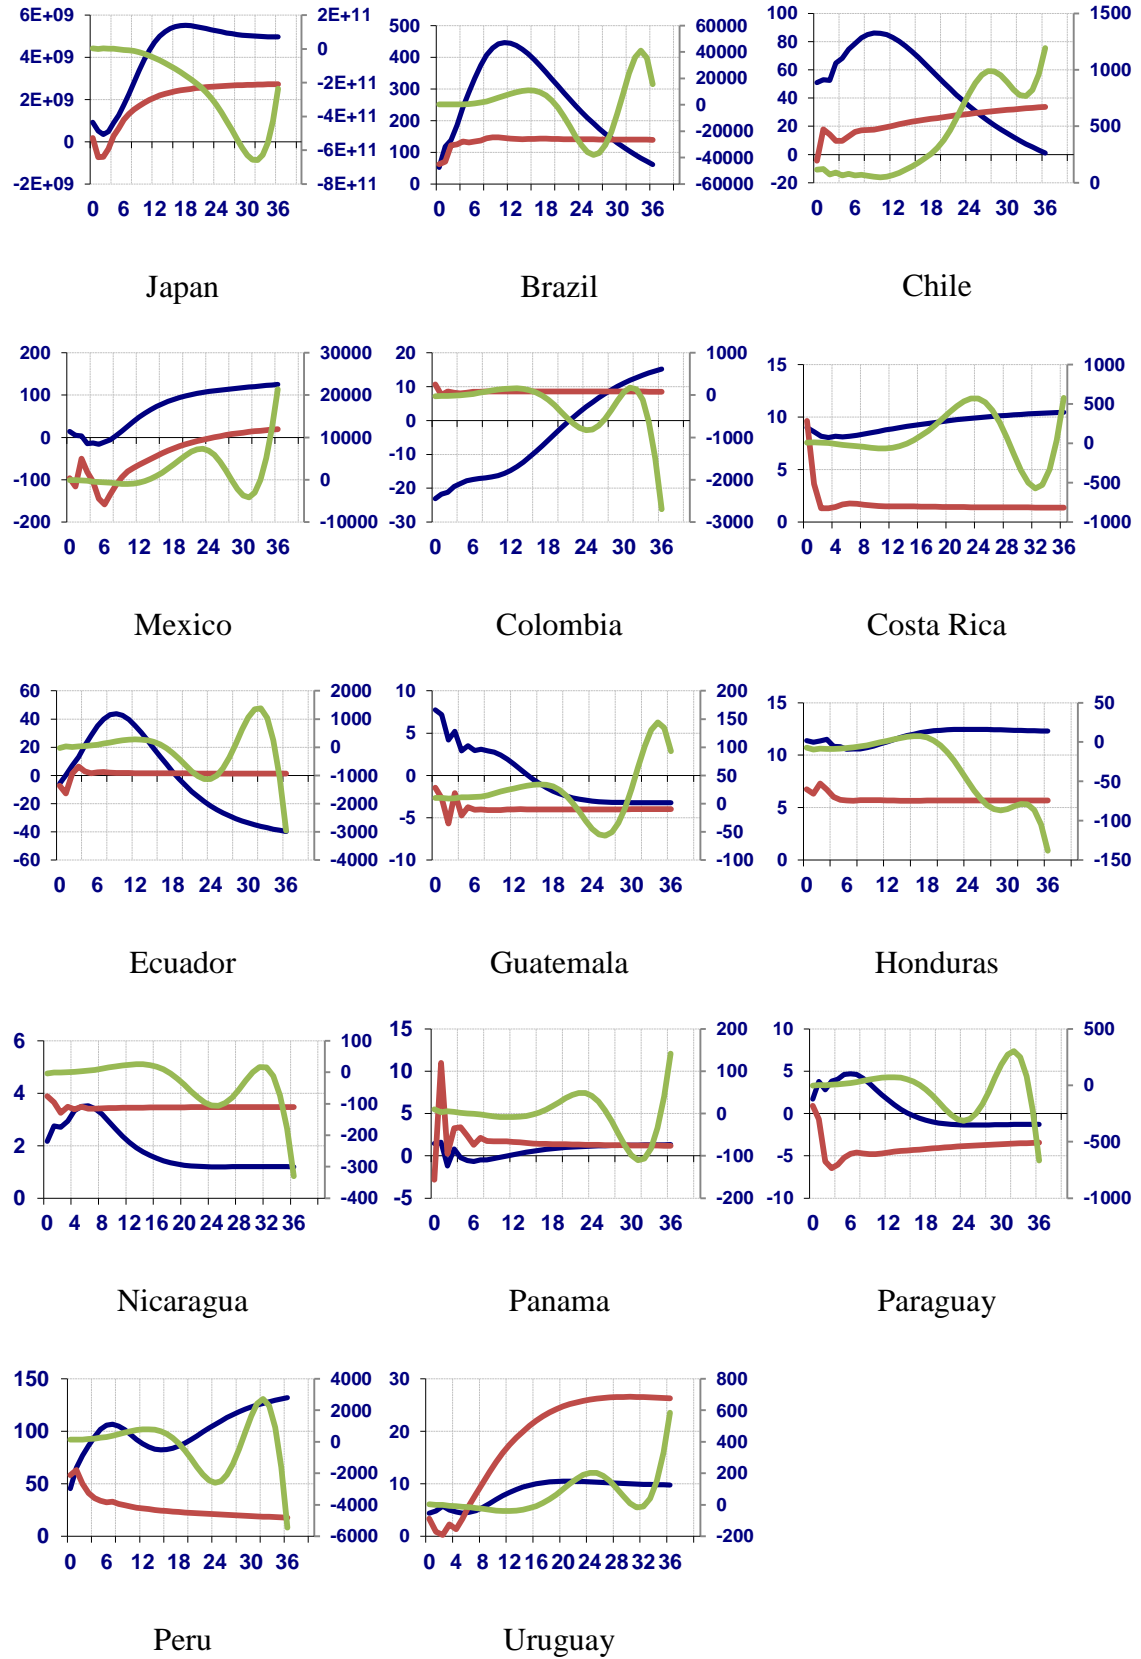 6E+09 2E+11
4E+09 0
2E+09 -2E+11
0 -4E+11
-2E+09 -6E+11
-8E+11
0 6 12 18 24 30 36
Japan
500 60000
400 40000
300 20000
200 0
100 -20000
0 -40000
-60000
0 6 12 18 24 30 36
Brazil
100 1500
80 1000
60 500
40 0
20
0
-20
0 6 12 18 24 30 36
Chile
200 30000
100 20000
0 10000
-100 0
-200 -10000
0 6 12 18 24 30 36
Mexico
20 1000
10 0
0 -1000
-10 -2000
-20 -3000
-30
0 6 12 18 24 30 36
Colombia
15 1000
10 500
5 0
0 -500
-1000
0 4 8 12 16 20 24 28 32 36
Costa Rica
60 2000
40 1000
20 0
0 -1000
-20 -2000
-40 -3000
-60 -4000
0 6 12 18 24 30 36
Ecuador
10 200
5 150
0 100
-5 50
-10 0
-50
-100
0 6 12 18 24 30 36
Guatemala
15 50
10 0
5 -50
0 -100
-150
0 6 12 18 24 30 36
Honduras
6 100
4 0
2 -100
0 -200
-300
-400
0 4 8 12 16 20 24 28 32 36
Nicaragua
15 200
10 100
5 0
0 -100
-5 -200
0 6 12 18 24 30 36
Panama
10 500
5 0
0 -500
-5 -1000
-10
0 6 12 18 24 30 36
Paraguay
150 4000
100 2000
50 0
0 -2000
-4000
-6000
0 6 12 18 24 30 36
Peru
30 800
20 600
10 400
0 200
0
-200
0 4 8 12 16 20 24 28 32 36
Uruguay